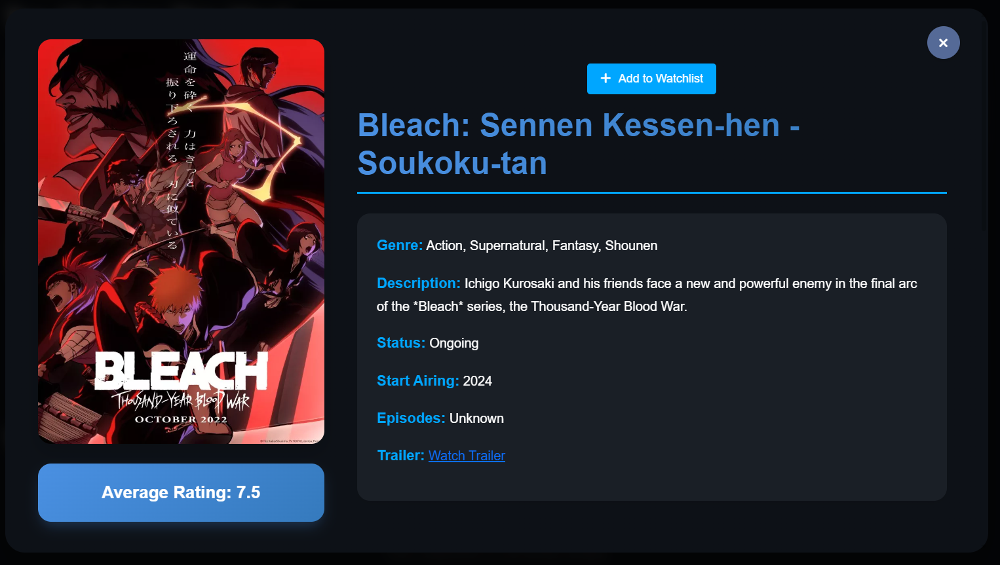 運命を砕く 力はきっと
振り下ろされる 刃に似ている
BLEACH
THOUSAND-YEAR BLOOD WAR
OCTOBER 2022
Average Rating: 7.5
Add to Watchlist
Bleach: Sennen Kessen-hen -
Soukoku-tan
Genre: Action, Supernatural, Fantasy, Shounen
Description: Ichigo Kurosaki and his friends face a new and powerful enemy in the final arc
of the *Bleach* series, the Thousand-Year Blood War.
Status: Ongoing
Start Airing: 2024
Episodes: Unknown
Trailer: Watch Trailer